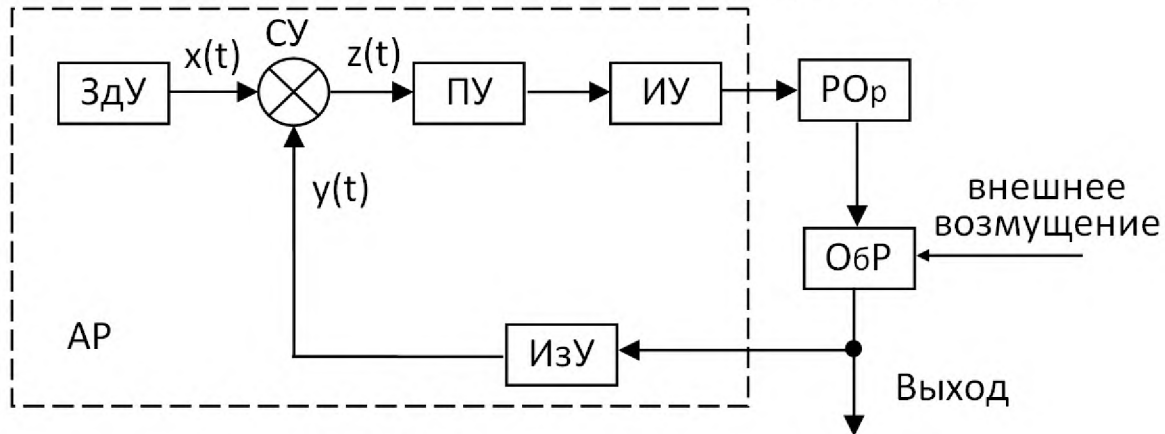 СУ
x(t)
z(t)
ЗдУ
ПУ
ИУ
РОр
y(t)
внешнее
возмущение
ОбР
АР
ИзУ
Выход